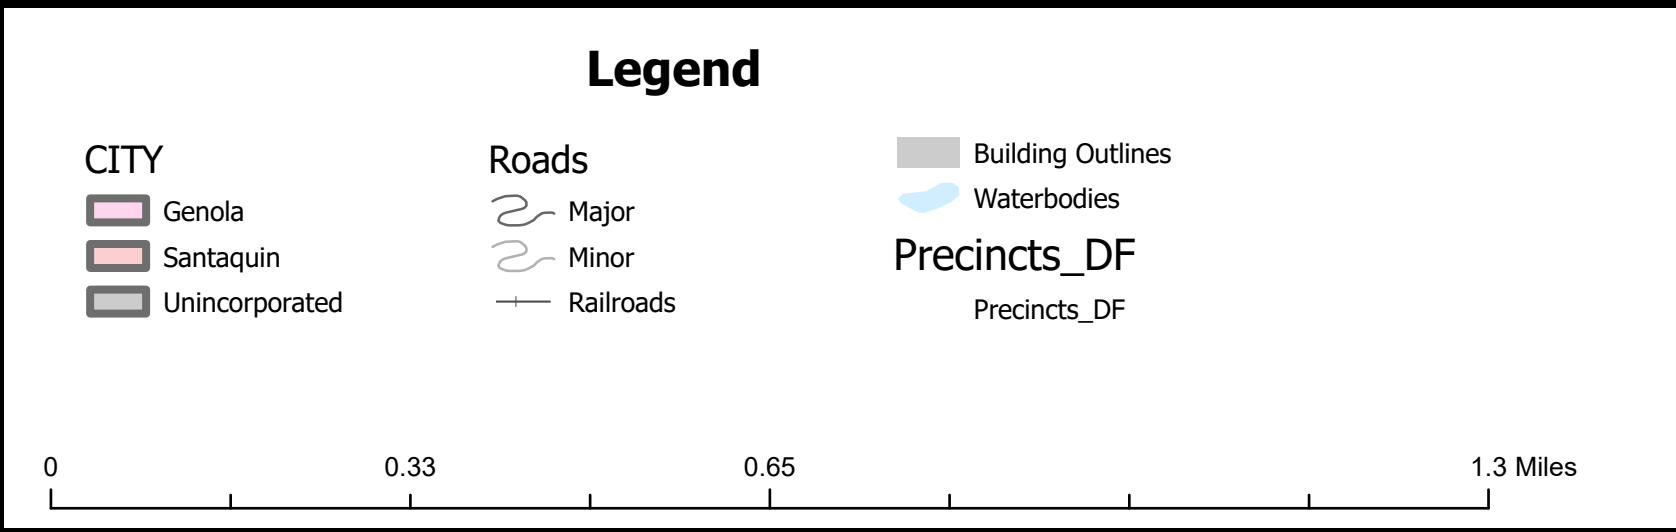 Legend
CITY
Genola
Santaquin
Unincorporated
Roads
Major
Minor
Railroads
Building Outlines
Waterbodies
Precincts_DF
Precincts_DF
0 0.33 0.65 1.3 Miles